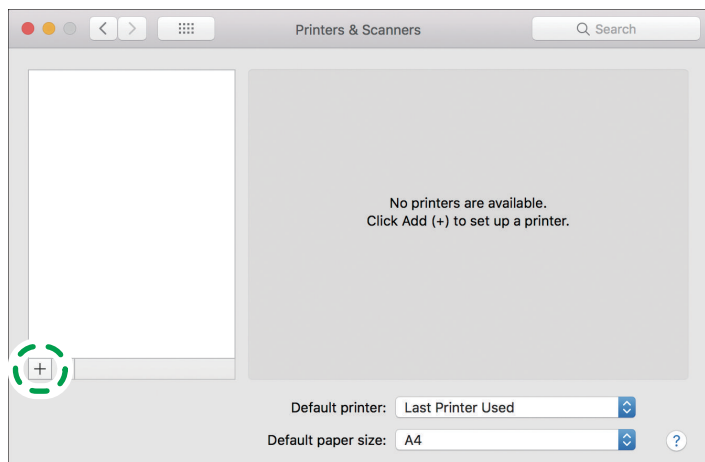 Printers & Scanners
Search
No printers are available.
Click Add (+) to set up a printer.
+
Default printer: Last Printer Used
Default paper size: A4
?